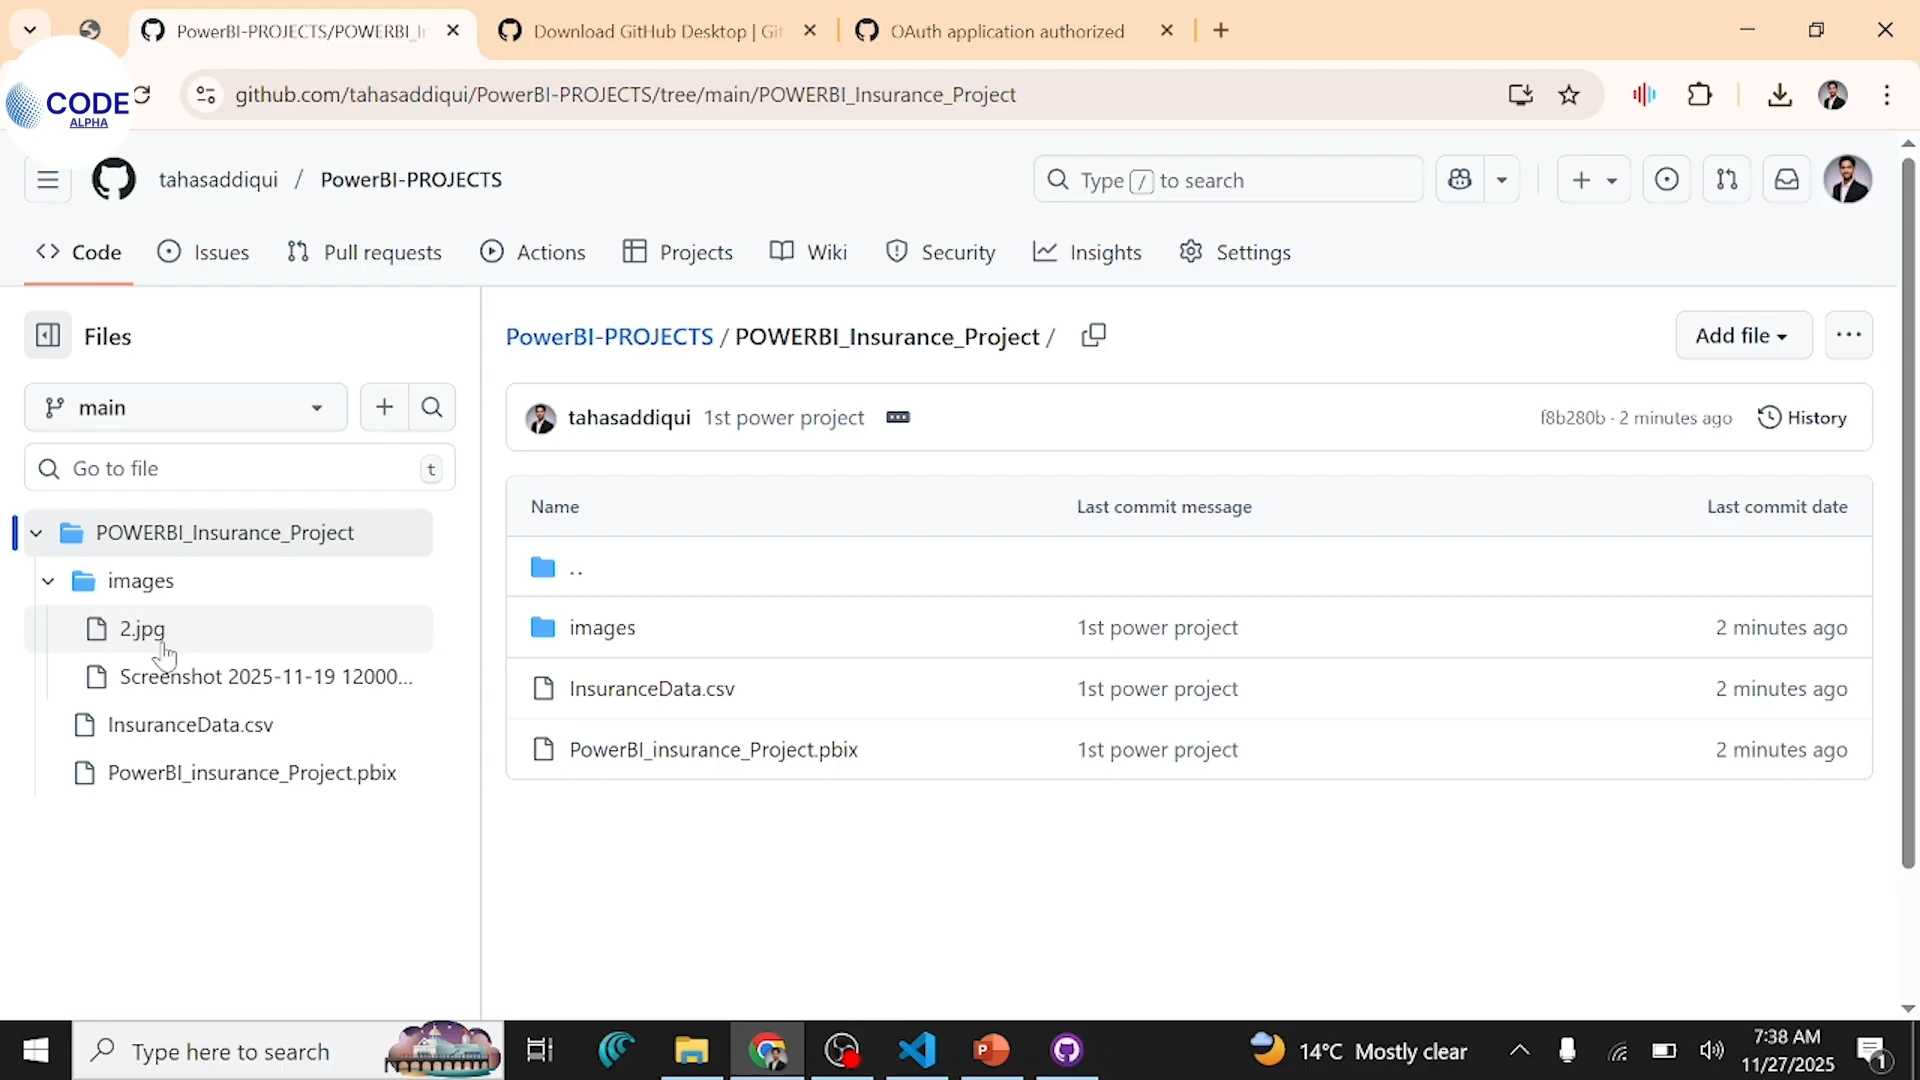 PowerBI-PROJECTS/POWERBI_I
Download GitHub Desktop | Git
OAuth application authorized
CODE
ALPHA
github.com/tahasaddiqui/PowerBI-PROJECTS/tree/main/POWERBI_Insurance_Project
tahasaddiqui / PowerBI-PROJECTS
Type / to search
Code
Issues
Pull requests
Actions
Projects
Wiki
Security
Insights
Settings
Files
PowerBI-PROJECTS / POWERBI_Insurance_Project /
Add file
main
tahasaddiqui 1st power project
f8b280b · 2 minutes ago
History
Go to file
t
Name
Last commit message
Last commit date
POWERBI_Insurance_Project
images
2.jpg
Screenshot 2025-11-19 12000...
InsuranceData.csv
PowerBI_insurance_Project.pbix
..
images
1st power project
2 minutes ago
InsuranceData.csv
1st power project
2 minutes ago
PowerBI_insurance_Project.pbix
1st power project
2 minutes ago
Type here to search
14°C Mostly clear
7:38 AM
11/27/2025
1